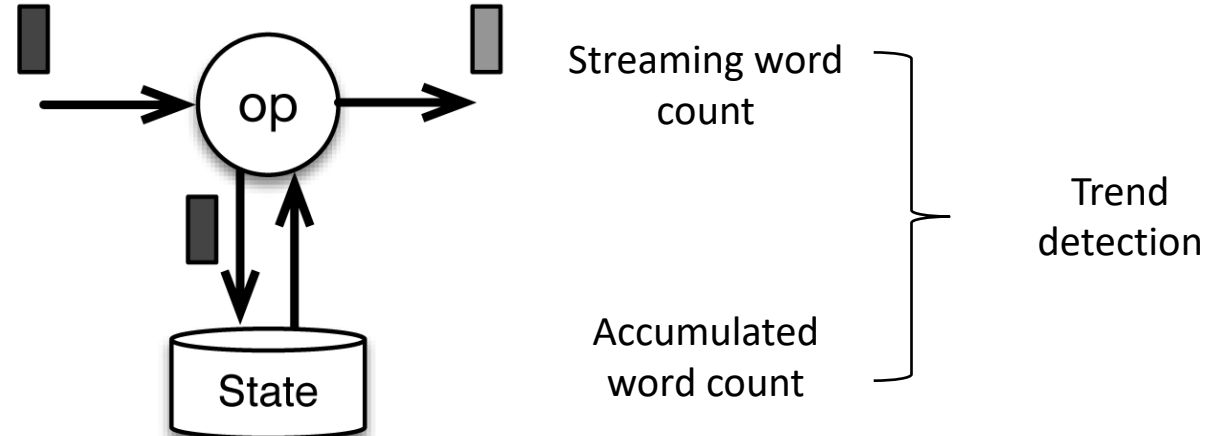 op
State
Streaming word
count
Accumulated
word count
Trend
detection